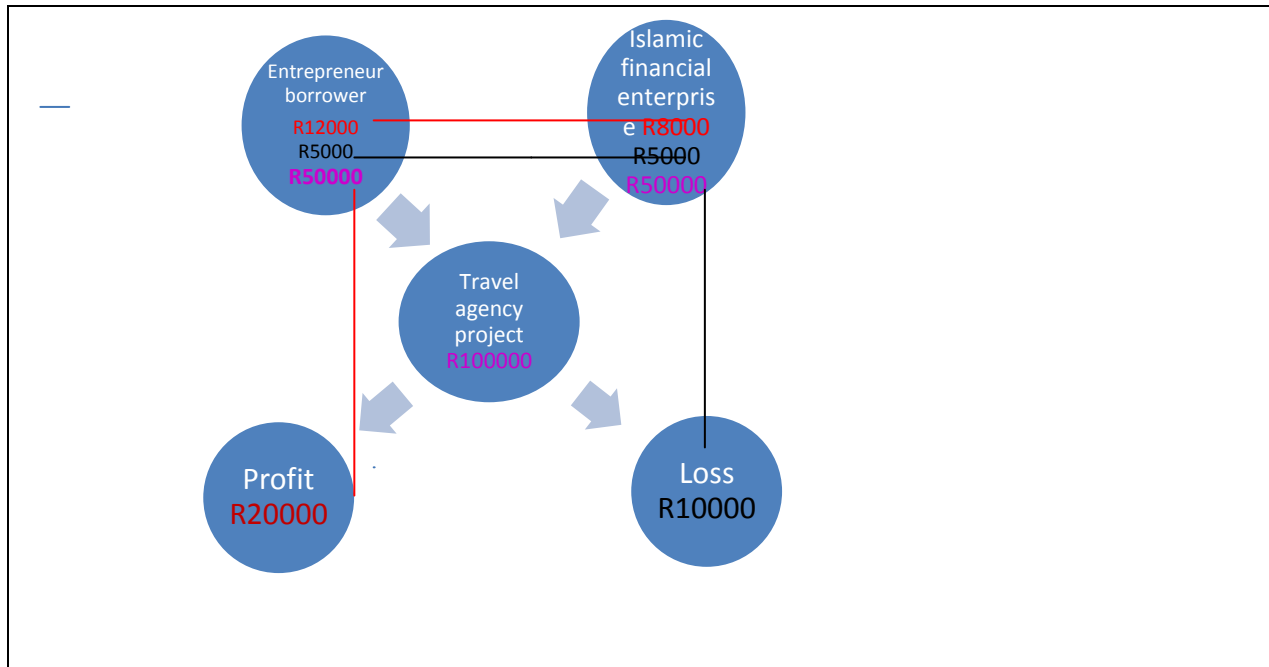 Entrepreneur
borrower
R12000
R5000
R50000
Islamic
financial
enterpris
e R8000
R5000
R50000
Travel
agency
project
R100000
Profit
R20000
Loss
R10000